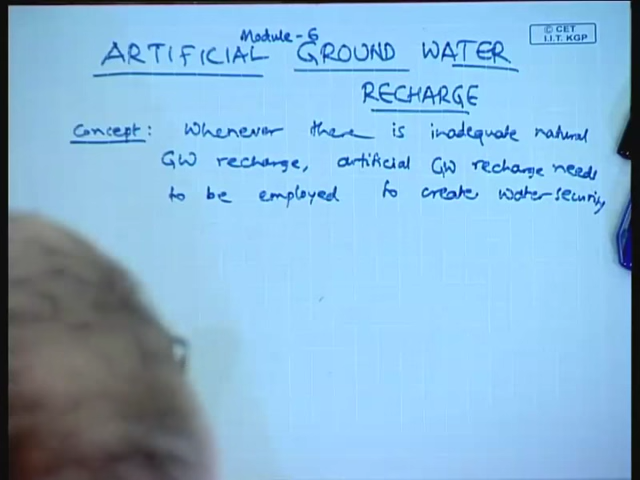 Module - 6
© CET
I.I.T. KGP
ARTIFICIAL GROUND WATER
RECHARGE
Concept: Whenever there is inadequate natural
GW recharge, artificial GW recharge needs
to be employed to create water security